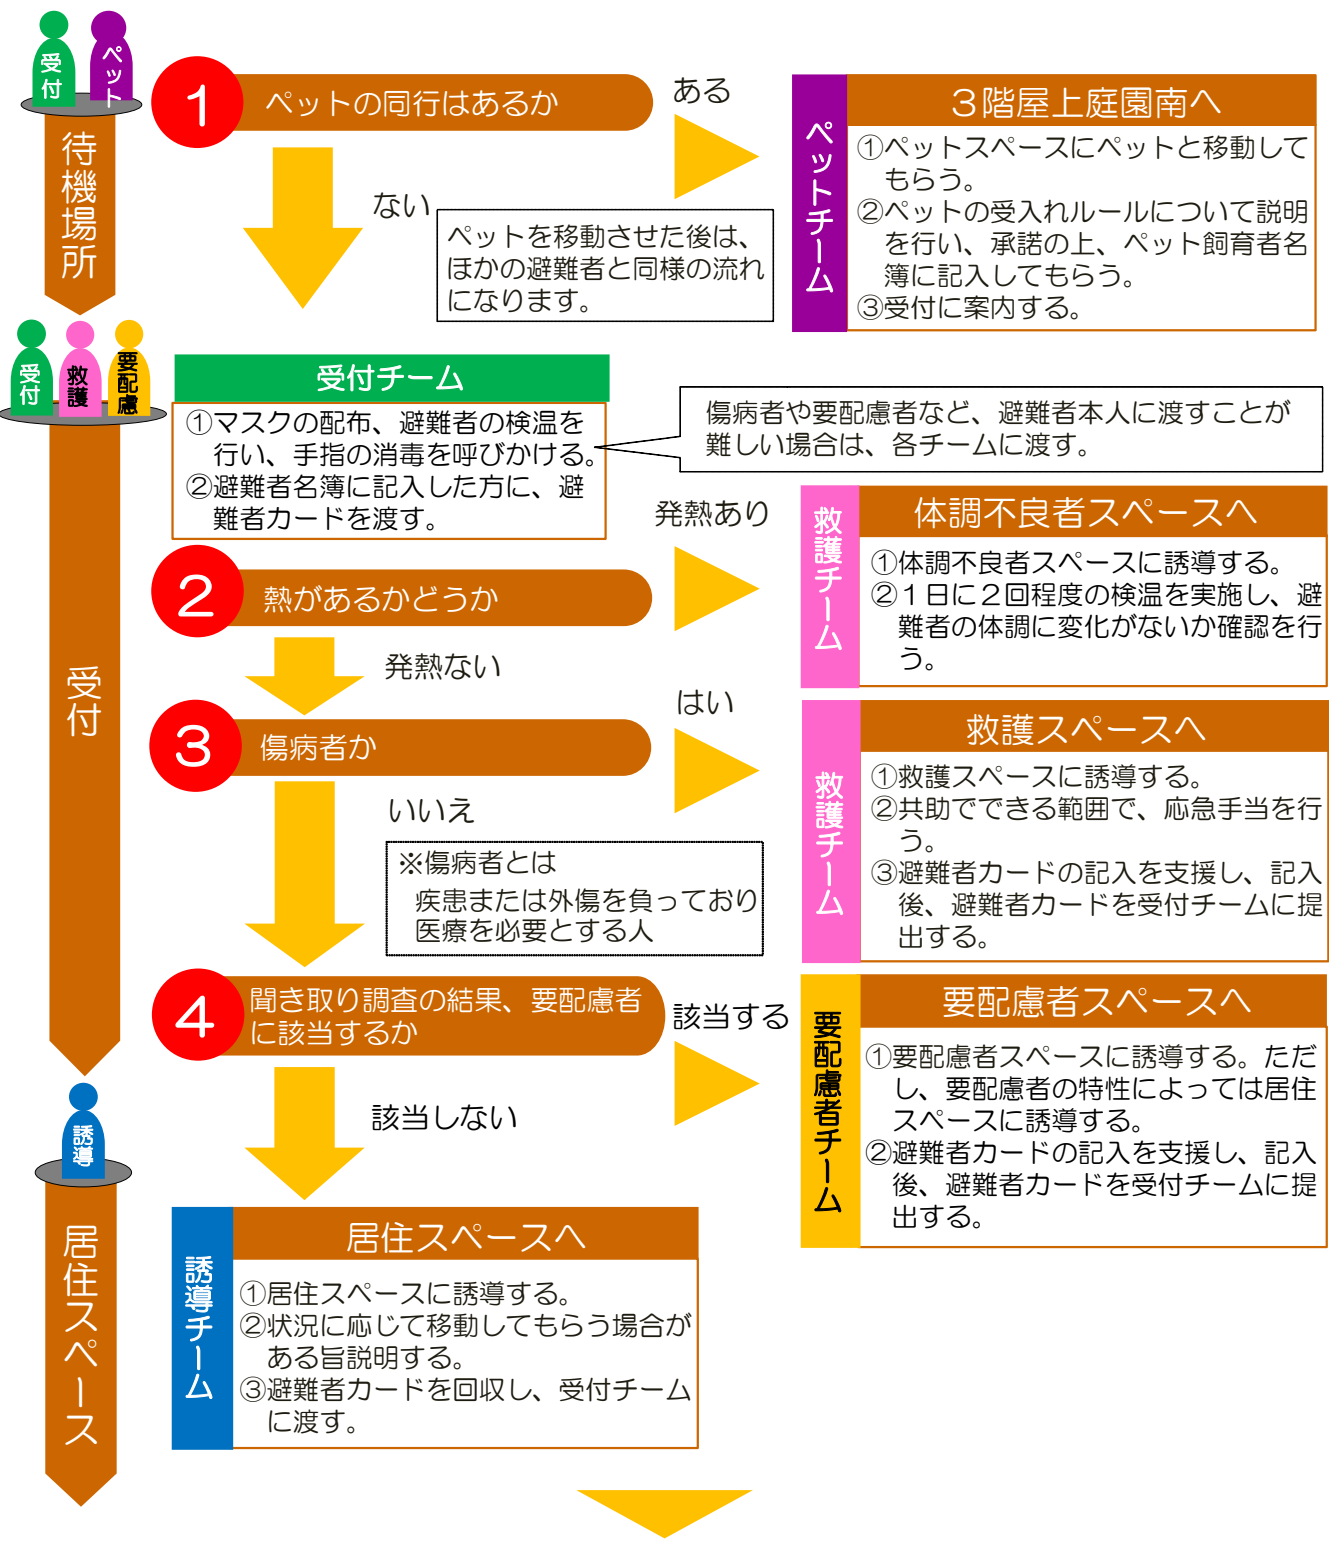 受付
ペット
待機場所
1
ペットの同行はあるか
ある
ない
ペットを移動させた後は、
ほかの避難者と同様の流れ
になります。
ペットチーム
３階屋上庭園南へ
①ペットスペースにペットと移動して
もらう。
②ペットの受入れルールについて説明
を行い、承諾の上、ペット飼育者名
簿に記入してもらう。
③受付に案内する。
受付
救護
要配慮
受付
受付チーム
①マスクの配布、避難者の検温を
行い、手指の消毒を呼びかける。
②避難者名簿に記入した方に、避
難者カードを渡す。
傷病者や要配慮者など、避難者本人に渡すことが
難しい場合は、各チームに渡す。
2
熱があるかどうか
発熱あり
発熱ない
救護チーム
体調不良者スペースへ
①体調不良者スペースに誘導する。
②１日に２回程度の検温を実施し、避
難者の体調に変化がないか確認を行
う。
3
傷病者か
はい
いいえ
※傷病者とは
疾患または外傷を負っており
医療を必要とする人
救護チーム
救護スペースへ
①救護スペースに誘導する。
②共助でできる範囲で、応急手当を行
う。
③避難者カードの記入を支援し、記入
後、避難者カードを受付チームに提
出する。
4
聞き取り調査の結果、要配慮者
に該当するか
該当する
該当しない
要配慮者チーム
要配慮者スペースへ
①要配慮者スペースに誘導する。ただ
し、要配慮者の特性によっては居住
スペースに誘導する。
②避難者カードの記入を支援し、記入
後、避難者カードを受付チームに提
出する。
誘導
居住スペース
誘導チーム
居住スペースへ
①居住スペースに誘導する。
②状況に応じて移動してもらう場合が
ある旨説明する。
③避難者カードを回収し、受付チーム
に渡す。